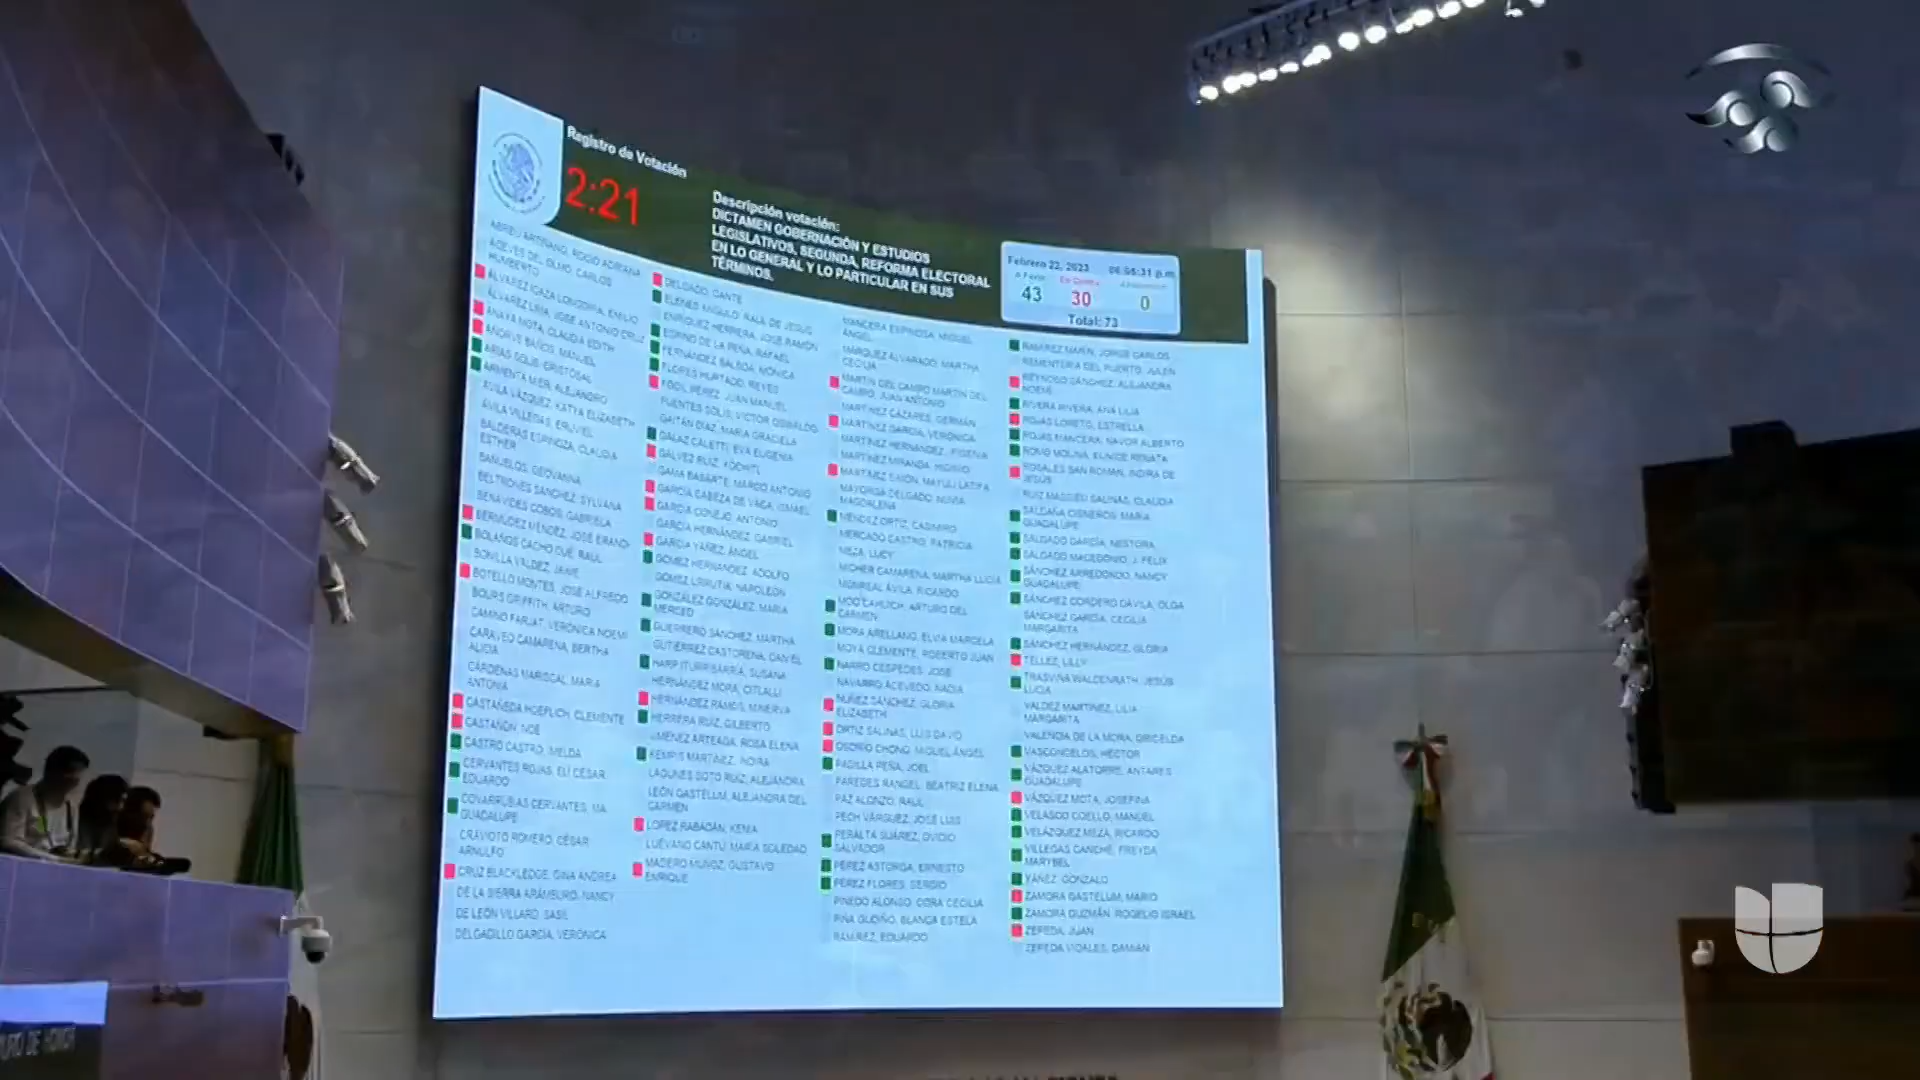 Registro de Votación
2:21
Descripción votación:
DICTAMEN GOBERNACIÓN Y ESTUDIOS
LEGISLATIVOS, SEGUNDA, REFORMA ELECTORAL
EN LO GENERAL Y LO PARTICULAR EN SUS
TÉRMINOS.
Febrero 22, 2023
A Favor
43
30
0
Total: 73
ABREU ARTIÑANO, ROCÍO ADRIANA
ACEVES DEL OLMO, CARLOS
HUMBERTO
ÁLVAREZ ICAZA LONGORIA, EMILIO
ÁLVAREZ LIMA, JOSÉ ANTONIO CRUZ
ANAYA MOTA, CLAUDIA EDITH
AÑORVE BAÑOS, MANUEL
ARIAS SOLIS, CRISTOBAL
ARMENTA MIER, ALEJANDRO
ÁVILA VÁZQUEZ, KATYA ELIZABETH
ÁVILA VILLEGAS, ERUVIEL
BALDERAS ESPINOZA, CLAUDIA
ESTHER
BAÑUELOS, GEOVANNA
BELTRONES SÁNCHEZ, SYLVANA
BENAVIDES COBOS, GABRIELA
BERMÚDEZ MÉNDEZ, JOSÉ ERANDI
BOLAÑOS CACHO CUÉ, RAÚL
BONILLA VALDEZ, JAIME
BOTELLO MONTES, JOSÉ ALFREDO
BOURS GRIFFITH, ARTURO
CAMINO FARJAT, VERÓNICA NOEMÍ
CARAVEO CAMARENA, BERTHA
ALICIA
CÁRDENAS MARISCAL, MARÍA
ANTONIA
CASTAÑEDA HOEFLICH, CLEMENTE
CASTAÑÓN, NOÉ
CASTRO CASTRO, IMELDA
CERVANTES ROJAS, ELÍ CÉSAR
EDUARDO
COVARRUBIAS CERVANTES, MA
GUADALUPE
CRAVIOTO ROMERO, CÉSAR
ARNULFO
CRUZ BLACKLEDGE, GINA ANDREA
DE LA SIERRA ARÁMBURO, NANCY
DE LEÓN VILLARD, SASIL
DELGADILLO GARCÍA, VERÓNICA
DELGADO, DANTE
ELENES ANGULO, RAÚL DE JESÚS
ENRÍQUEZ HERRERA, JOSÉ RAMÓN
ESPINO DE LA PEÑA, RAFAEL
FERNÁNDEZ BALBOA, MÓNICA
FLORES HURTADO, REYES
FÓCIL PÉREZ, JUAN MANUEL
FUENTES SOLÍS, VÍCTOR OSWALDO
GAITÁN DÍAZ, MARÍA GRACIELA
GALAZ CALETTI, EVA EUGENIA
GÁLVEZ RUIZ, XÓCHITL
GAMA BASARTE, MARCO ANTONIO
GARCÍA CABEZA DE VACA, ISMAEL
GARCÍA CONEJO, ANTONIO
GARCÍA HERNÁNDEZ, GABRIEL
GARCÍA YÁÑEZ, ÁNGEL
GÓMEZ HERNÁNDEZ, ADOLFO
GÓMEZ URRUTIA, NAPOLEÓN
GONZÁLEZ GONZÁLEZ, MARÍA
MERCED
GUERRERO SÁNCHEZ, MARTHA
GUTIÉRREZ CASTORENA, DANIEL
HARP ITURRIBARRÍA, SUSANA
HERNÁNDEZ MORA, CITLALLI
HERNÁNDEZ RAMOS, MINERVA
HERRERA RUIZ, GILBERTO
JIMÉNEZ ARTEAGA, ROSA ELENA
KEMPIS MARTÍNEZ, INDIRA
LAGUNES SOTO RUIZ, ALEJANDRA
LEÓN GASTÉLUM, ALEJANDRA DEL
CARMEN
LÓPEZ RABADÁN, KENIA
LUÉVANO CANTÚ, MARÍA SOLEDAD
MADERO MUÑOZ, GUSTAVO
ENRIQUE
MANCERA ESPINOSA, MIGUEL
ÁNGEL
MÁRQUEZ ALVARADO, MARTHA
CECILIA
MARTÍN DEL CAMPO MARTÍN DEL
CAMPO, JUAN ANTONIO
MARTÍNEZ CÁZARES, GERMÁN
MARTÍNEZ GARCÍA, VERÓNICA
MARTÍNEZ HERNÁNDEZ, IFIGENIA
MARTÍNEZ MIRANDA, HIGINIO
MARTÍNEZ SIMÓN, MAYULI LATIFA
MAYORGA DELGADO, NUVIA
MAGDALENA
MÉNDEZ ORTIZ, CASIMIRO
MERCADO CASTRO, PATRICIA
MEZA, LUCY
MICHER CAMARENA, MARTHA LUCÍA
MONREAL ÁVILA, RICARDO
MOO CAHUICH, ARTURO DEL
CARMEN
MORA ARELLANO, ELVIA MARCELA
MOYA CLEMENTE, ROBERTO JUAN
NARRO CÉSPEDES, JOSÉ
NAVARRO ACEVEDO, NADIA
NÚÑEZ SÁNCHEZ, GLORIA
ELIZABETH
ORTIZ SALINAS, LUIS DAVID
OSORIO CHONG, MIGUEL ÁNGEL
PADILLA PEÑA, JOEL
PAREDES RANGEL, BEATRIZ ELENA
PAZ ALONZO, RAÚL
PECH VÁRGUEZ, JOSÉ LUIS
PERALTA SUÁREZ, OVIDIO
SALVADOR
PÉREZ ASTORGA, ERNESTO
PÉREZ FLORES, SERGIO
PINEDO ALONSO, CORA CECILIA
PIÑA GUDIÑO, BLANCA ESTELA
RAMÍREZ, EDUARDO
RAMÍREZ MARÍN, JORGE CARLOS
REMENTERÍA DEL PUERTO, JULEN
REYNOSO SÁNCHEZ, ALEJANDRA
NOEMÍ
RIVERA RIVERA, ANA LILIA
ROJAS LORETO, ESTRELLA
ROJAS MANCERA, NAVOR ALBERTO
ROMO MOLINA, EUNICE RENATA
ROSALES SAN ROMÁN, INDIRA DE
JESÚS
RUIZ MASSIEU SALINAS, CLAUDIA
SALDAÑA CISNEROS, MARÍA
GUADALUPE
SALGADO GARCÍA, NESTORA
SALGADO MACEDONIO, J. FÉLIX
SÁNCHEZ ARREDONDO, NANCY
GUADALUPE
SÁNCHEZ CORDERO DÁVILA, OLGA
SÁNCHEZ GARCÍA, CECILIA
MARGARITA
SÁNCHEZ HERNÁNDEZ, GLORIA
TÉLLEZ, LILLY
TRASVIÑA WALDENRATH, JESÚS
LUCÍA
VALDEZ MARTÍNEZ, LILIA
MARGARITA
VALENCIA DE LA MORA, GRICELDA
VASCONCELOS, HÉCTOR
VÁZQUEZ ALATORRE, ANTARES
GUADALUPE
VÁZQUEZ MOTA, JOSEFINA
VELASCO COELLO, MANUEL
VELÁZQUEZ MEZA, RICARDO
VILLEGAS CANCHÉ, FREYDA
MARYBEL
YÁÑEZ, GONZALO
ZAMORA GASTÉLUM, MARIO
ZAMORA GUZMÁN, ROGELIO ISRAEL
ZEPEDA, JUAN
ZEPEDA VIDALES, DAMIÁN